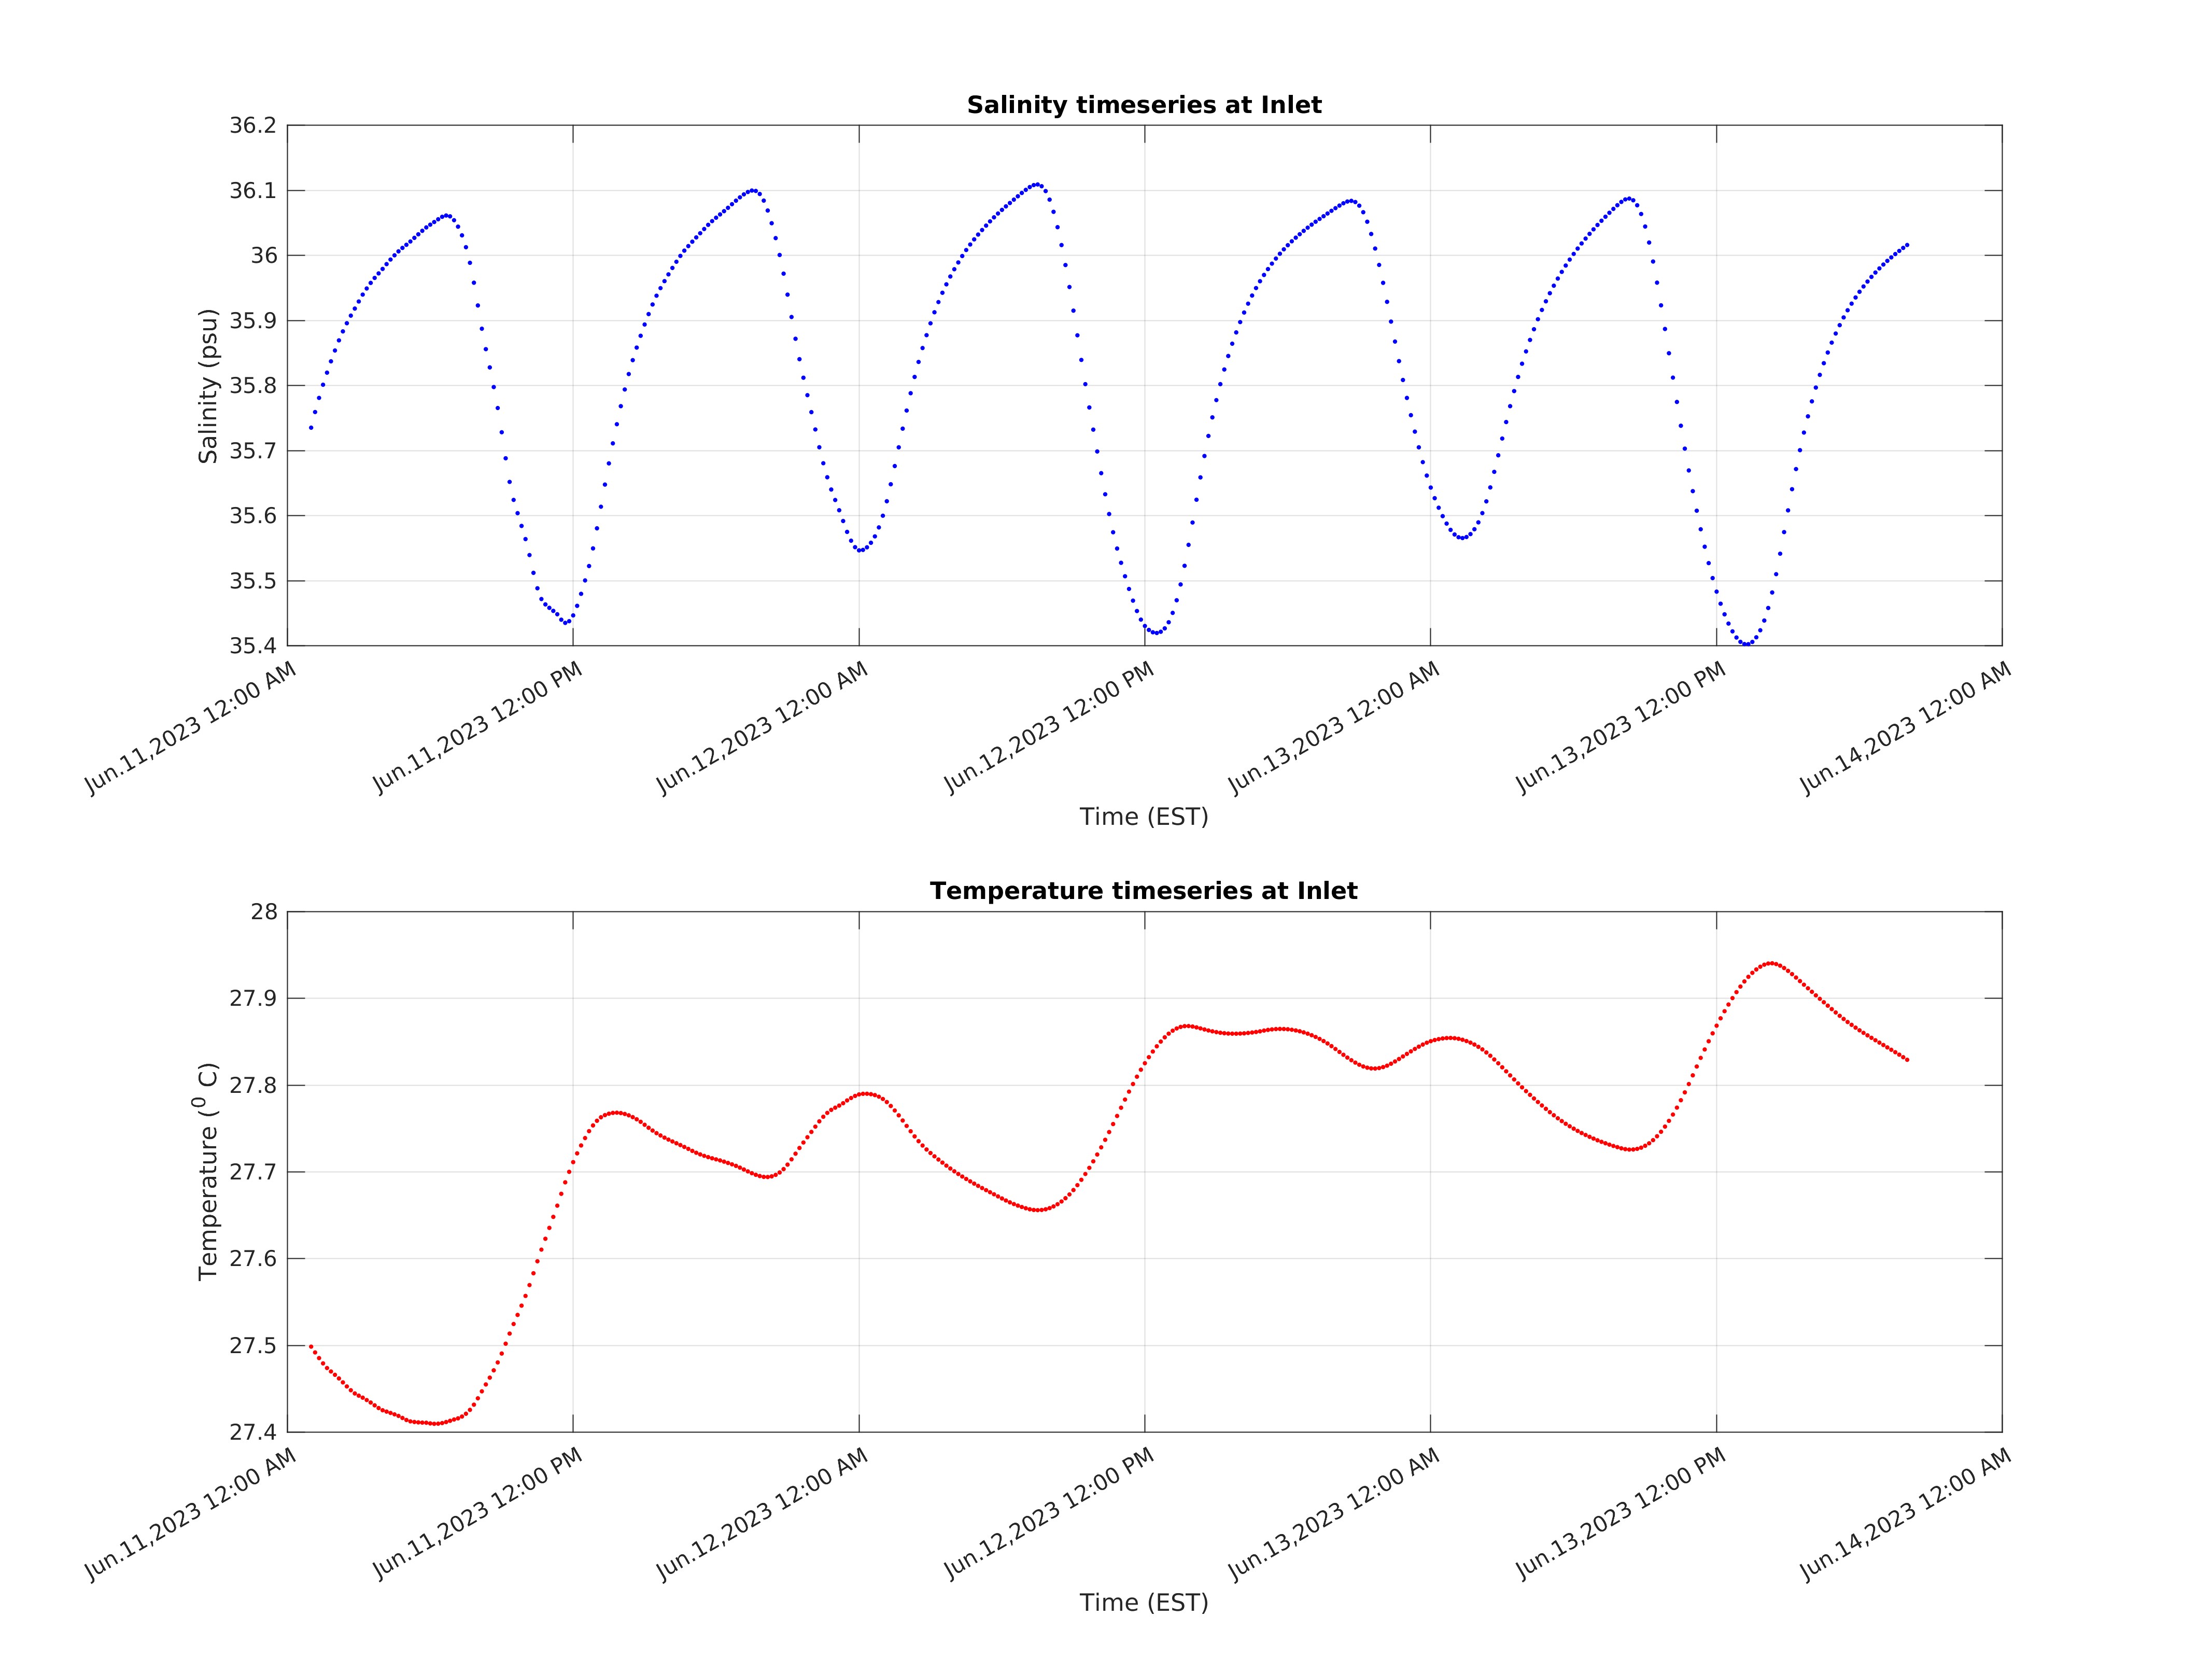 Salinity timeseries at Inlet
36.2
36.1
36
35.9
35.8
35.7
35.6
35.5
35.4
Salinity (psu)
Jun.11,2023 12:00 AM
Jun.11,2023 12:00 PM
Jun.12,2023 12:00 AM
Jun.12,2023 12:00 PM
Jun.13,2023 12:00 AM
Jun.13,2023 12:00 PM
Jun.14,2023 12:00 AM
Time (EST)
Temperature timeseries at Inlet
28
27.9
27.8
27.7
27.6
27.5
27.4
Temperature (⁰ C)
Jun.11,2023 12:00 AM
Jun.11,2023 12:00 PM
Jun.12,2023 12:00 AM
Jun.12,2023 12:00 PM
Jun.13,2023 12:00 AM
Jun.13,2023 12:00 PM
Jun.14,2023 12:00 AM
Time (EST)